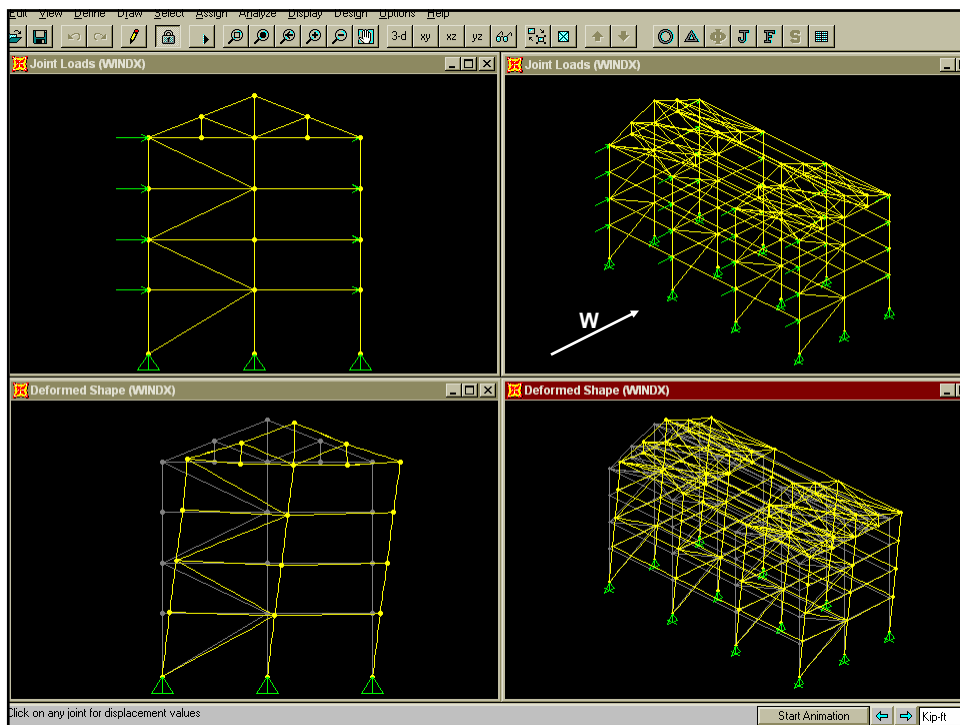 Edit View Define Draw Select Assign Analyze Display Design Options Help
3-d xy xz yz J F S
Joint Loads (WINDX)
Joint Loads (WINDX)
W
Deformed Shape (WINDX)
Deformed Shape (WINDX)
Click on any joint for displacement values
Start Animation
Kip-ft